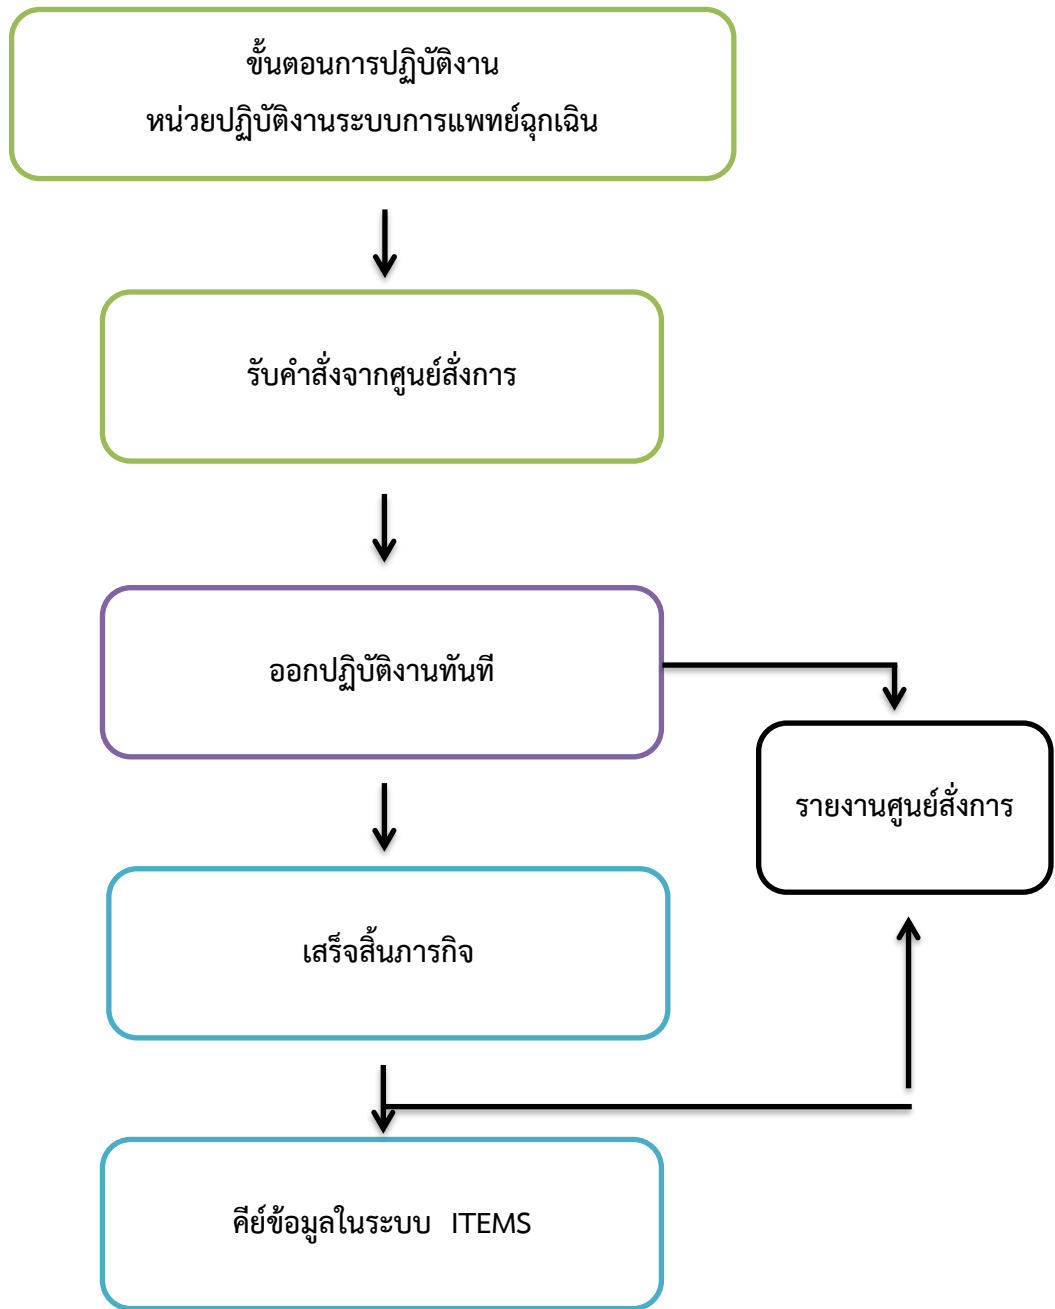 ขั้นตอนการปฏิบัติงาน
หน่วยปฏิบัติงานระบบการแพทย์ฉุกเฉิน
รับคำสั่งจากศูนย์สั่งการ
ออกปฏิบัติงานทันที
รายงานศูนย์สั่งการ
เสร็จสิ้นภารกิจ
คีย์ข้อมูลในระบบ ITEMS